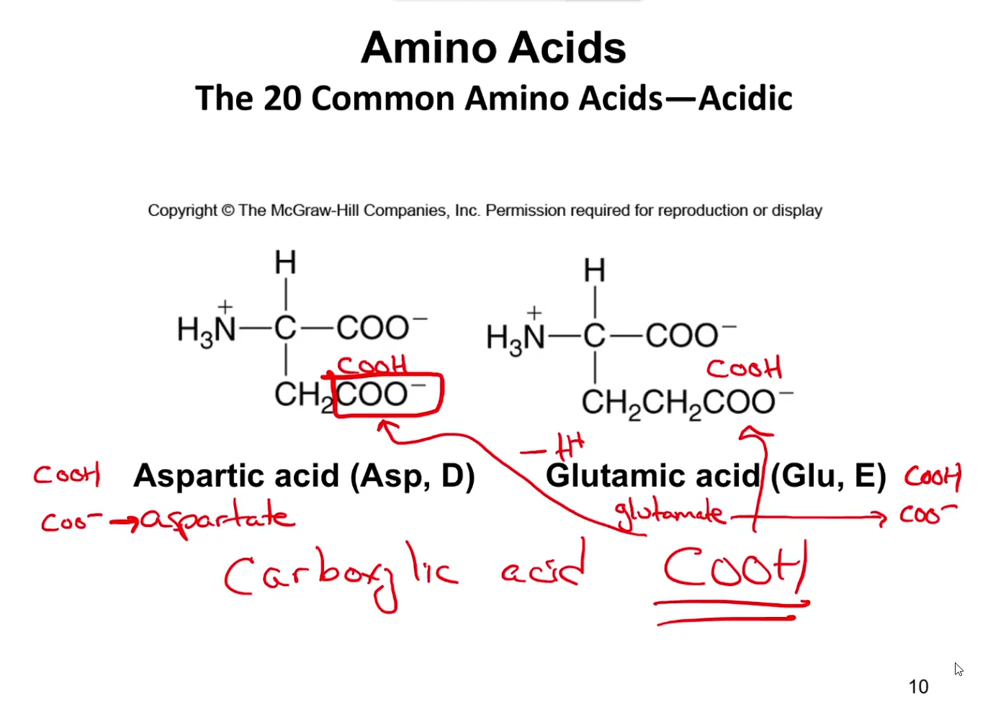 Amino Acids
The 20 Common Amino Acids—Acidic
Copyright © The McGraw-Hill Companies, Inc. Permission required for reproduction or display
H
H
H₃N⁺—C—COO⁻
H₃N⁺—C—COO⁻
COOH
COOH
CH₂COO⁻
CH₂CH₂COO⁻
— H⁺
COOH Aspartic acid (Asp, D)
Glutamic acid (Glu, E) COOH
COO⁻ → aspartate
glutamate → COO⁻
Carboxylic acid COOH
10